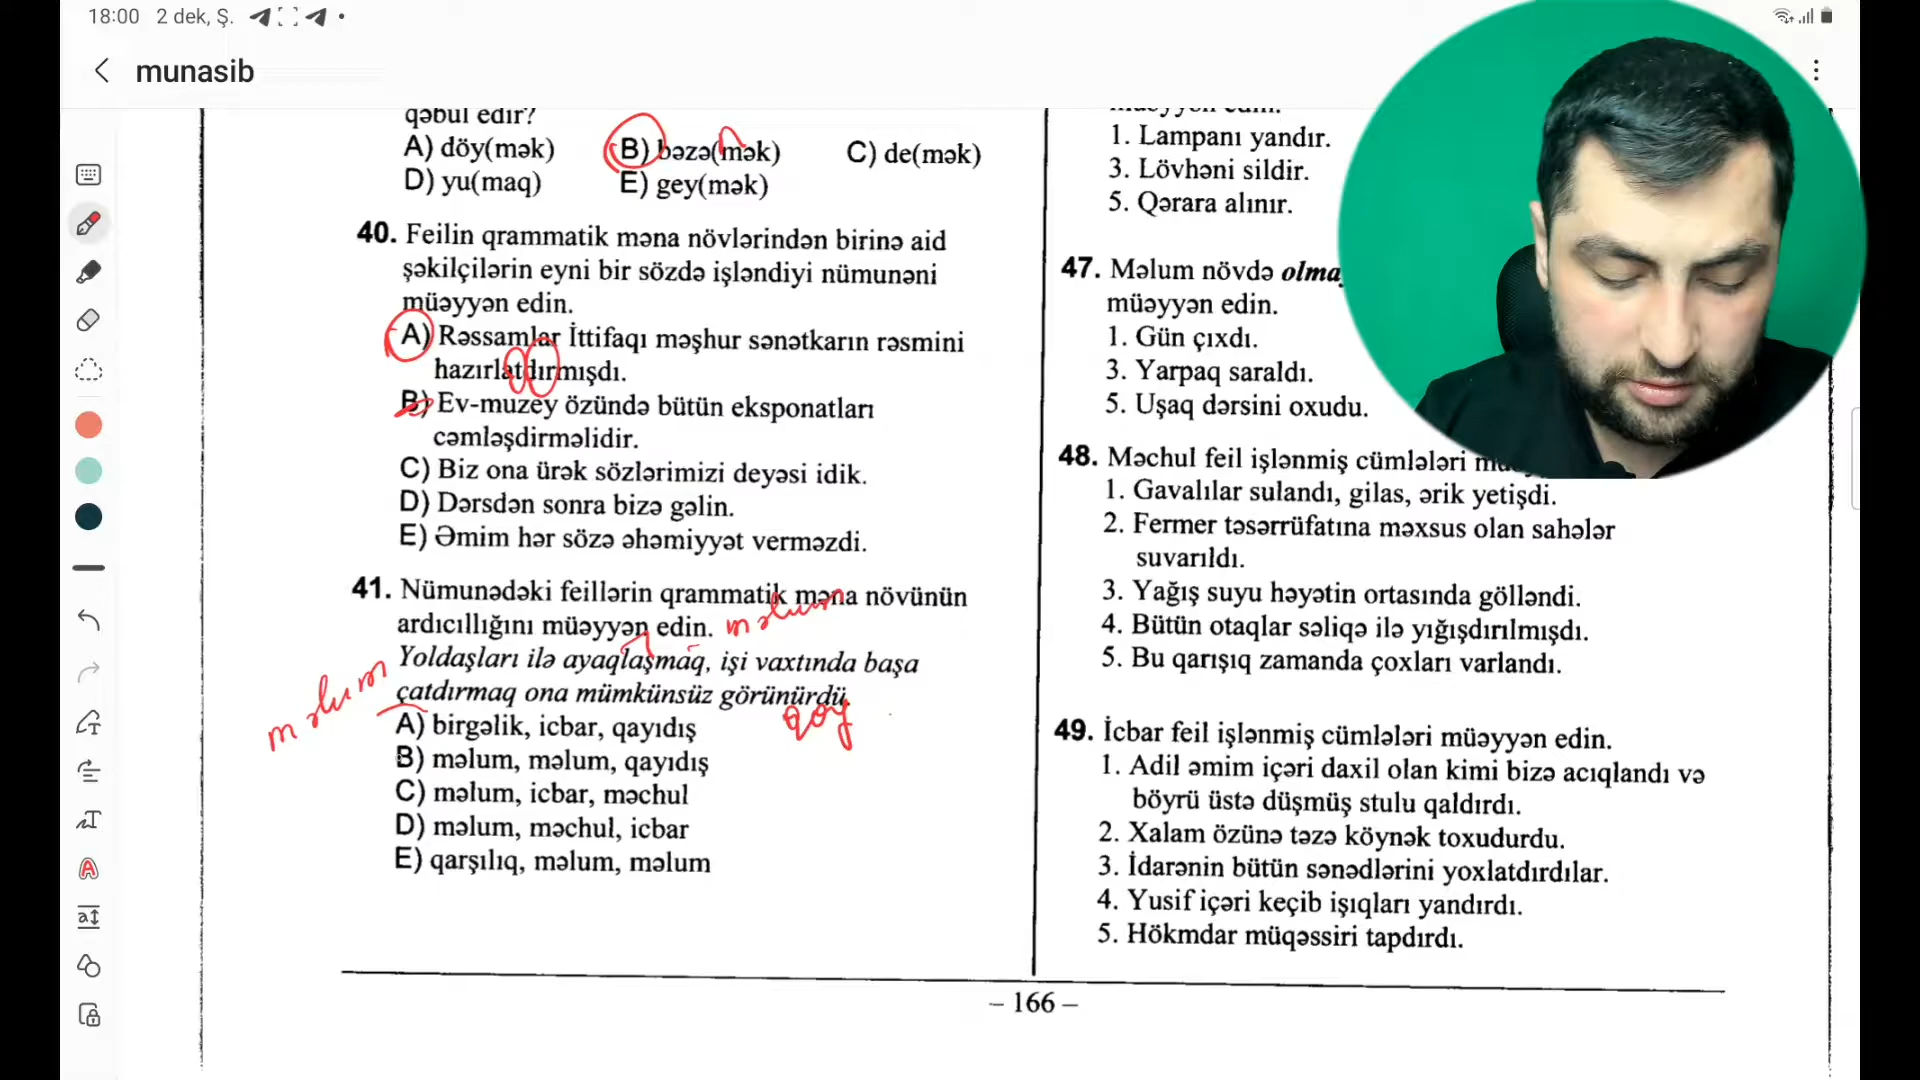 18:00 2 dek, Ş.
munasib
qəbul edir?
A) döy(mək) B) bəzə(mək) C) de(mək)
D) yu(maq) E) gey(mək)
40. Feilin qrammatik məna növlərindən birinə aid
şəkilçilərin eyni bir sözdə işləndiyi nümunəni
müəyyən edin.
A) Rəssamlar İttifaqı məşhur sənətkarın rəsmini
hazırlatdırmışdı.
B) Ev-muzey özündə bütün eksponatları
cəmləşdirməlidir.
C) Biz ona ürək sözlərimizi deyəsi idik.
D) Dərsdən sonra bizə gəlin.
E) Əmim hər sözə əhəmiyyət verməzdi.
41. Nümunədəki feillərin qrammatik məna növünün
ardıcıllığını müəyyən edin. məlum
Yoldaşları ilə ayaqlaşmaq, işi vaxtında başa
çatdırmaq ona mümkünsüz görünürdü.
məlum
qay
A) birgəlik, icbar, qayıdış
B) məlum, məlum, qayıdış
C) məlum, icbar, məchul
D) məlum, məchul, icbar
E) qarşılıq, məlum, məlum
1. Lampanı yandır.
3. Lövhəni sildir.
5. Qərara alınır.
47. Məlum növdə
müəyyən edin.
1. Gün çıxdı.
3. Yarpaq saraldı.
5. Uşaq dərsini oxudu.
48. Məchul feil işlənmiş cümlələri
1. Gavalılar sulandı, gilas, ərik yetişdi.
2. Fermer təsərrüfatına məxsus olan sahələr
suvarıldı.
3. Yağış suyu həyətin ortasında gölləndi.
4. Bütün otaqlar səliqə ilə yığışdırılmışdı.
5. Bu qarışıq zamanda çoxları varlandı.
49. İcbar feil işlənmiş cümlələri müəyyən edin.
1. Adil əmim içəri daxil olan kimi bizə acıqlandı və
böyrü üstə düşmüş stulu qaldırdı.
2. Xalam özünə təzə köynək toxudurdu.
3. İdarənin bütün sənədlərini yoxlatdırdılar.
4. Yusif içəri keçib işıqları yandırdı.
5. Hökmdar müqəssiri tapdırdı.
– 166 –